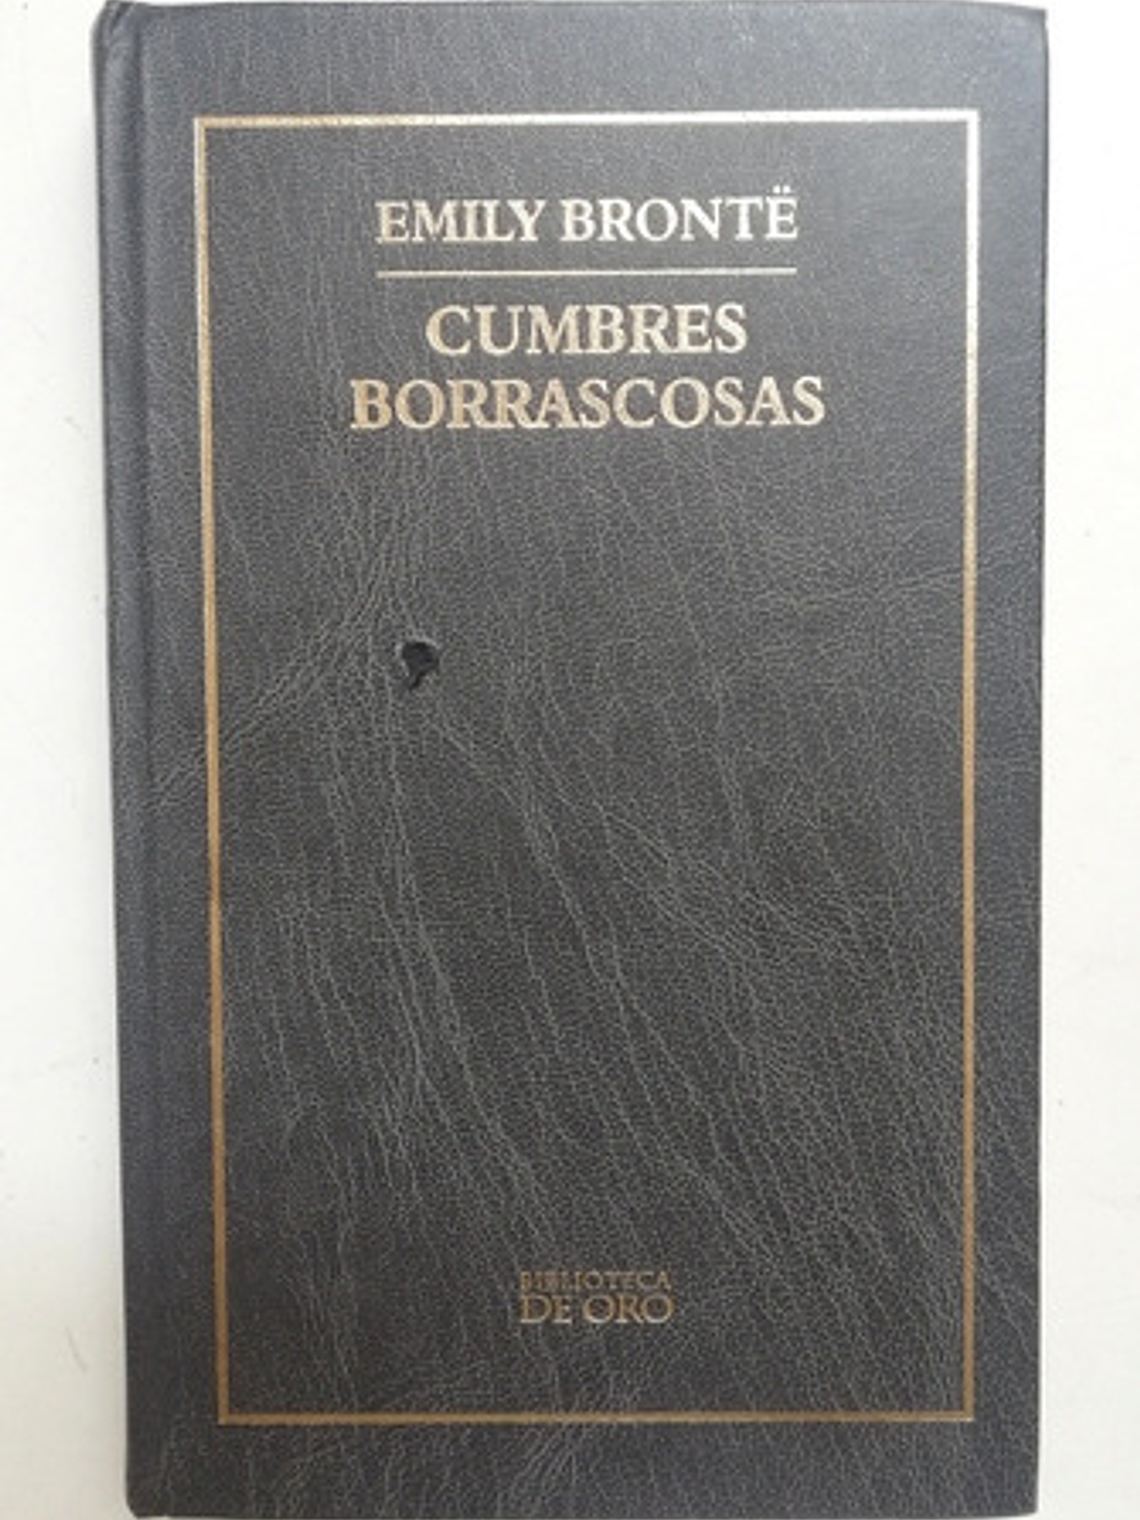 EMILY BRONTË
CUMBRES
BORRASCOSAS
BIBLIOTECA
DE ORO